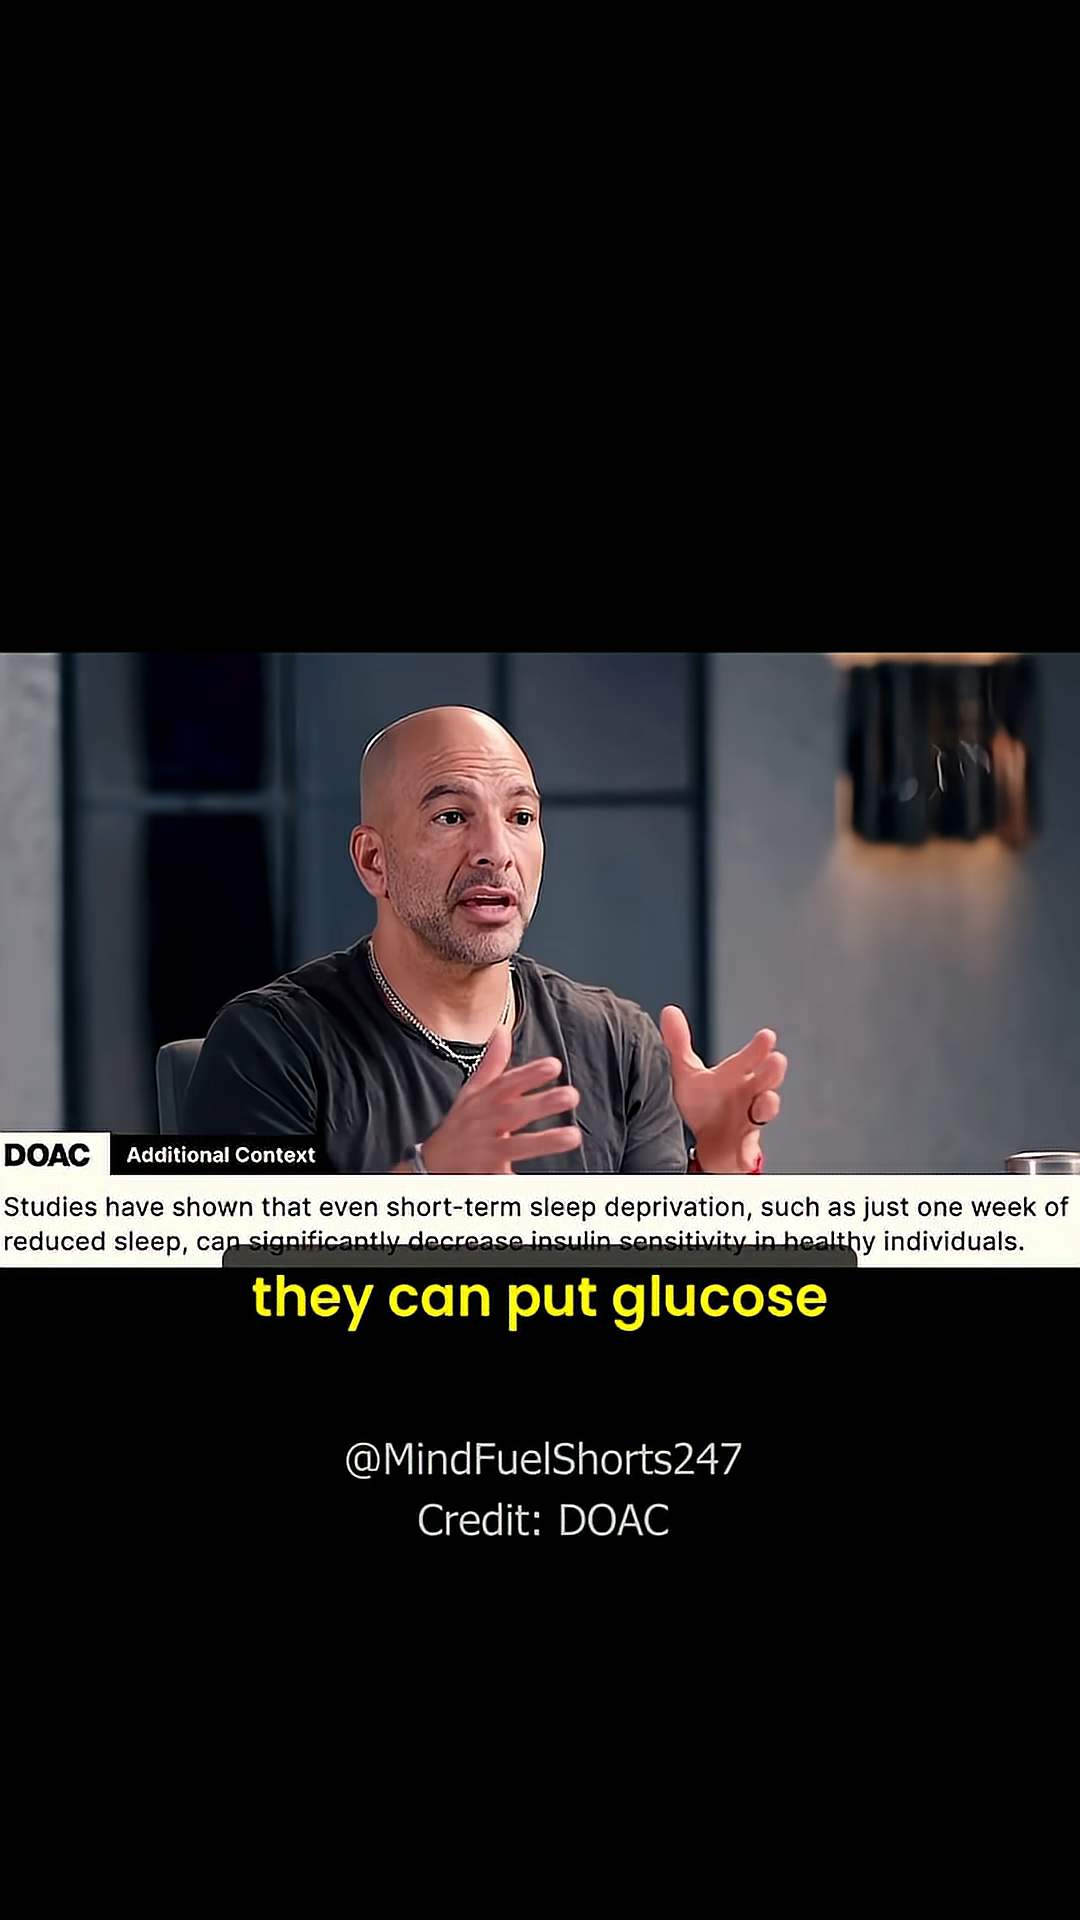 DOAC
Additional Context
Studies have shown that even short-term sleep deprivation, such as just one week of
reduced sleep, can significantly decrease insulin sensitivity in healthy individuals.
they can put glucose
@MindFuelShorts247
Credit: DOAC